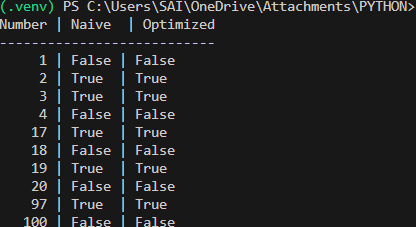 (.venv) PS C:\Users\SAI\OneDrive\Attachments\PYTHON>
Number | Naive  | Optimized
----------------------------
     1 | False | False
     2 | True  | True
     3 | True  | True
     4 | False | False
    17 | True  | True
    18 | False | False
    19 | True  | True
    20 | False | False
    97 | True  | True
   100 | False | False